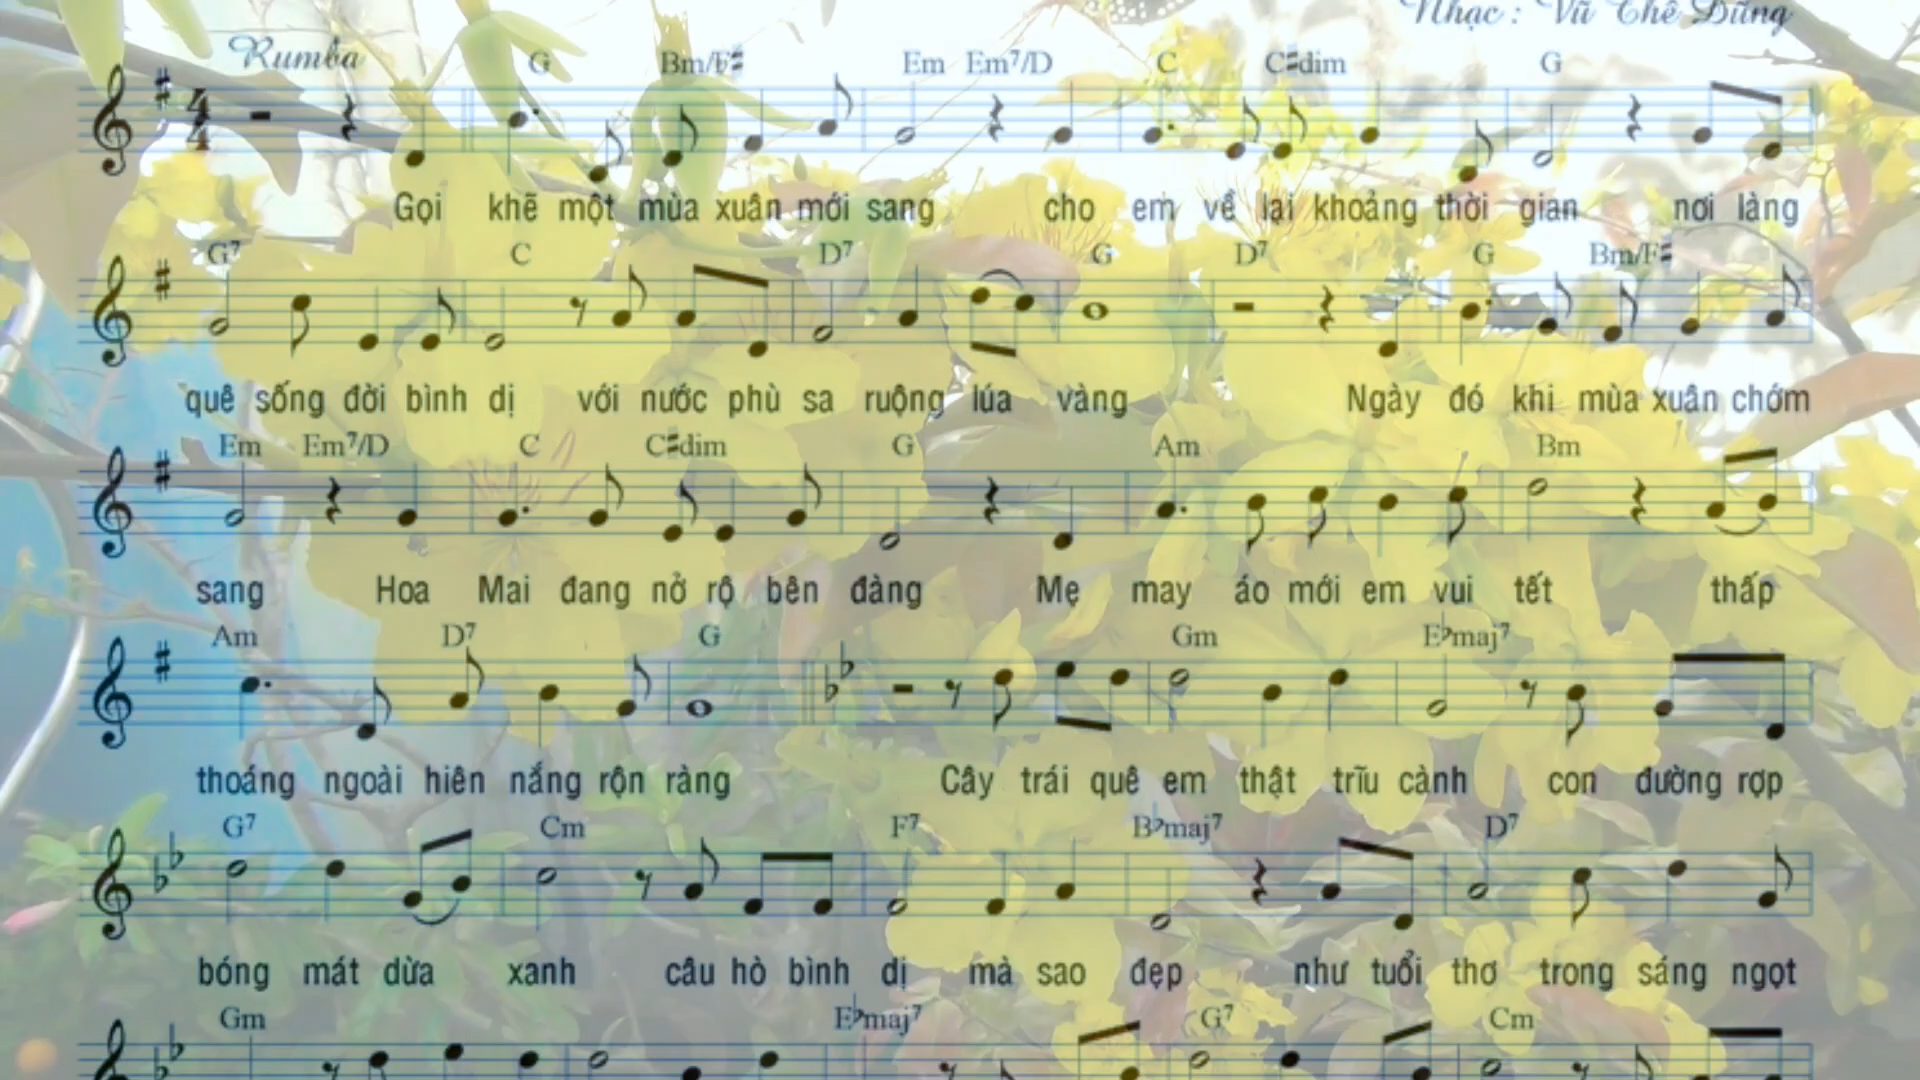 Nhạc : Vũ Thế Dũng
Rumba
G Bm/F♯ Em Em7/D C C♯dim G
Gọi khẽ một mùa xuân mới sang cho em về lại khoảng thời gian nơi làng
G7 C D7 G D7 G Bm/F♯
quê sống đời bình dị với nước phù sa ruộng lúa vàng Ngày đó khi mùa xuân chớm
Em Em7/D C C♯dim G Am Bm
sang Hoa Mai đang nở rộ bên đàng Mẹ may áo mới em vui tết thấp
Am D7 G Gm E♭maj7
thoáng ngoài hiên nắng rộn ràng Cây trái quê em thật trĩu cành con đường rợp
G7 Cm F7 B♭maj7 D7
bóng mát dừa xanh câu hò bình dị mà sao đẹp như tuổi thơ trong sáng ngọt
Gm E♭maj7 G7 Cm